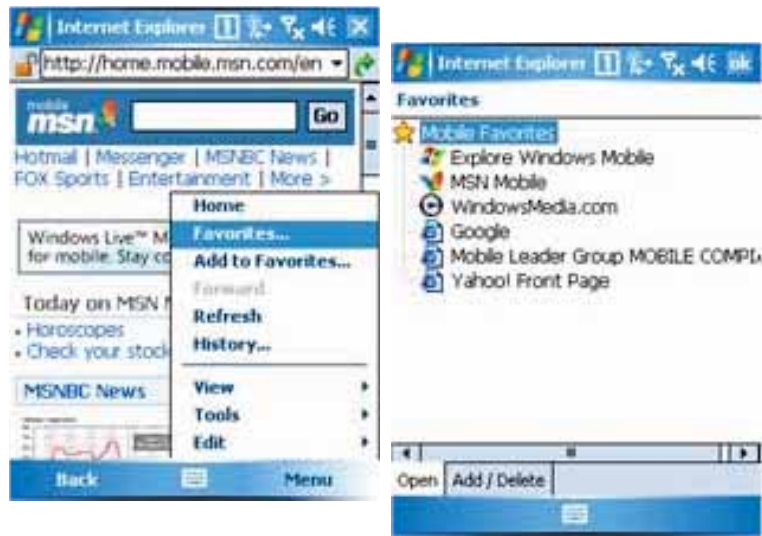 Internet Explorer
http://home.mobile.msn.com/en
mobile
msn
Go
Hotmail | Messenger | MSNBC News |
FOX Sports | Entertainment | More >
Windows Live™ M
for mobile. Stay co
Today on MSN M
Horoscopes
Check your stock
MSNBC News
Home
Favorites...
Add to Favorites...
Forward
Refresh
History...
View
Tools
Edit
Back
Menu
Internet Explorer
ok
Favorites
Mobile Favorites
Explore Windows Mobile
MSN Mobile
WindowsMedia.com
Google
Mobile Leader Group MOBILE COMPU
Yahoo! Front Page
Open
Add / Delete